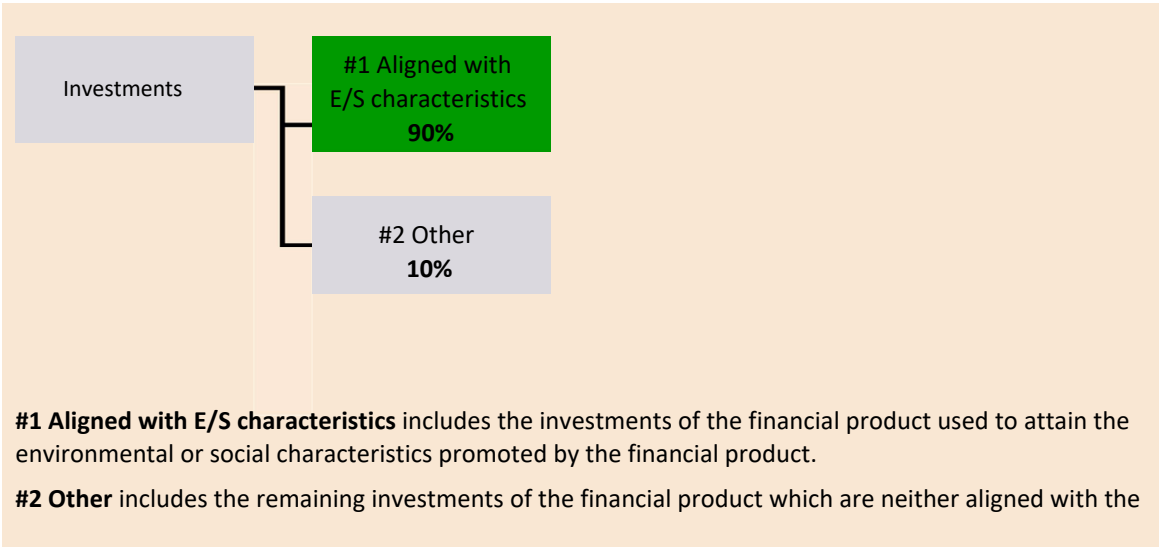 Investments
#1 Aligned with
E/S characteristics
90%
#2 Other
10%
#1 Aligned with E/S characteristics includes the investments of the financial product used to attain the
environmental or social characteristics promoted by the financial product.
#2 Other includes the remaining investments of the financial product which are neither aligned with the